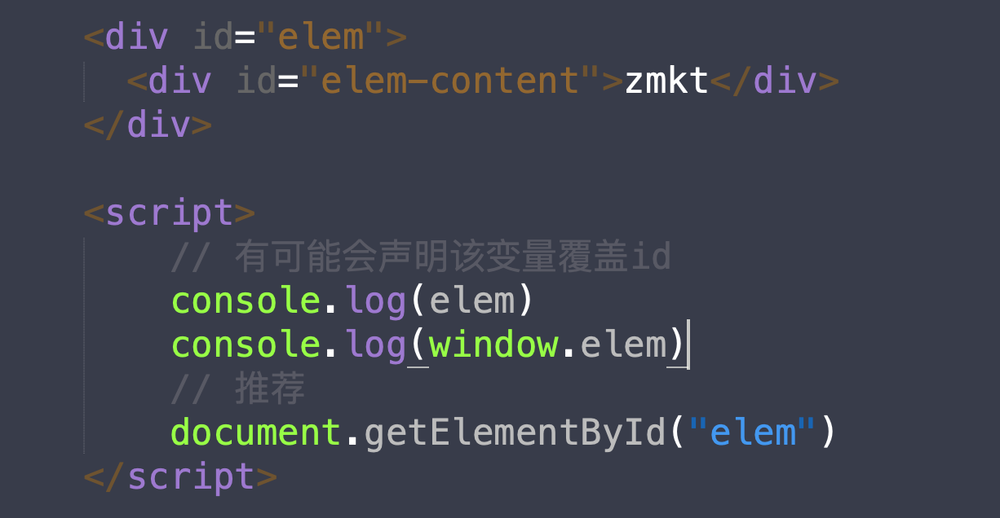 <div id="elem">
<div id="elem-content">zmkt</div>
</div>
<script>
// 有可能会声明该变量覆盖id
console.log(elem)
console.log(window.elem)
// 推荐
document.getElementById("elem")
</script>